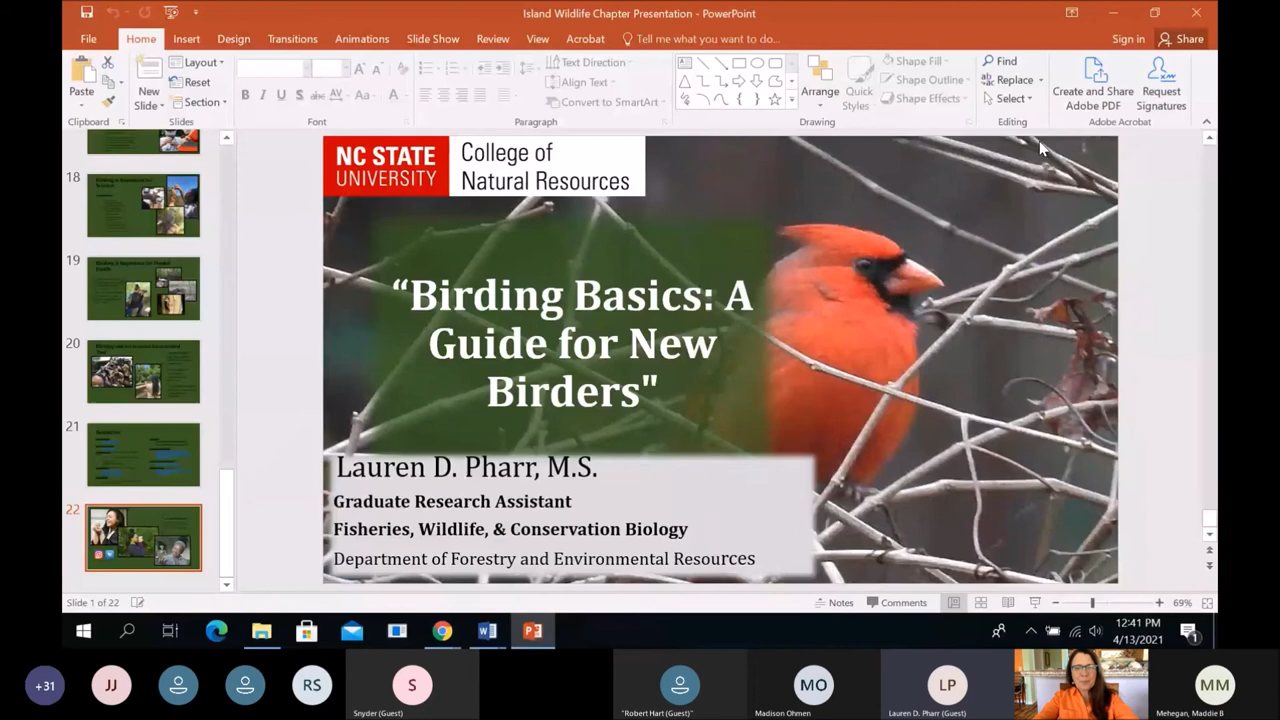 Island Wildlife Chapter Presentation - PowerPoint
File Home Insert Design Transitions Animations Slide Show Review View Acrobat Tell me what you want to do... Sign in Share
Paste
Clipboard
New Slide
Layout
Reset
Section
Slides
B I U S abc AV Aa A
Font
Text Direction
Align Text
Convert to SmartArt
Paragraph
Arrange
Quick Styles
Shape Fill
Shape Outline
Shape Effects
Drawing
Find
Replace
Select
Editing
Create and Share Adobe PDF
Request Signatures
Adobe Acrobat
18
19
20
21
22
NC STATE
UNIVERSITY
College of
Natural Resources
“Birding Basics: A
Guide for New
Birders"
Lauren D. Pharr, M.S.
Graduate Research Assistant
Fisheries, Wildlife, & Conservation Biology
Department of Forestry and Environmental Resources
Slide 1 of 22
Notes Comments 69%
12:41 PM
4/13/2021
1
+31 JJ RS S MO LP MM
Snyder (Guest) "Robert Hart (Guest)" Madison Ohmen Lauren D. Pharr (Guest) Mehegan, Maddie B